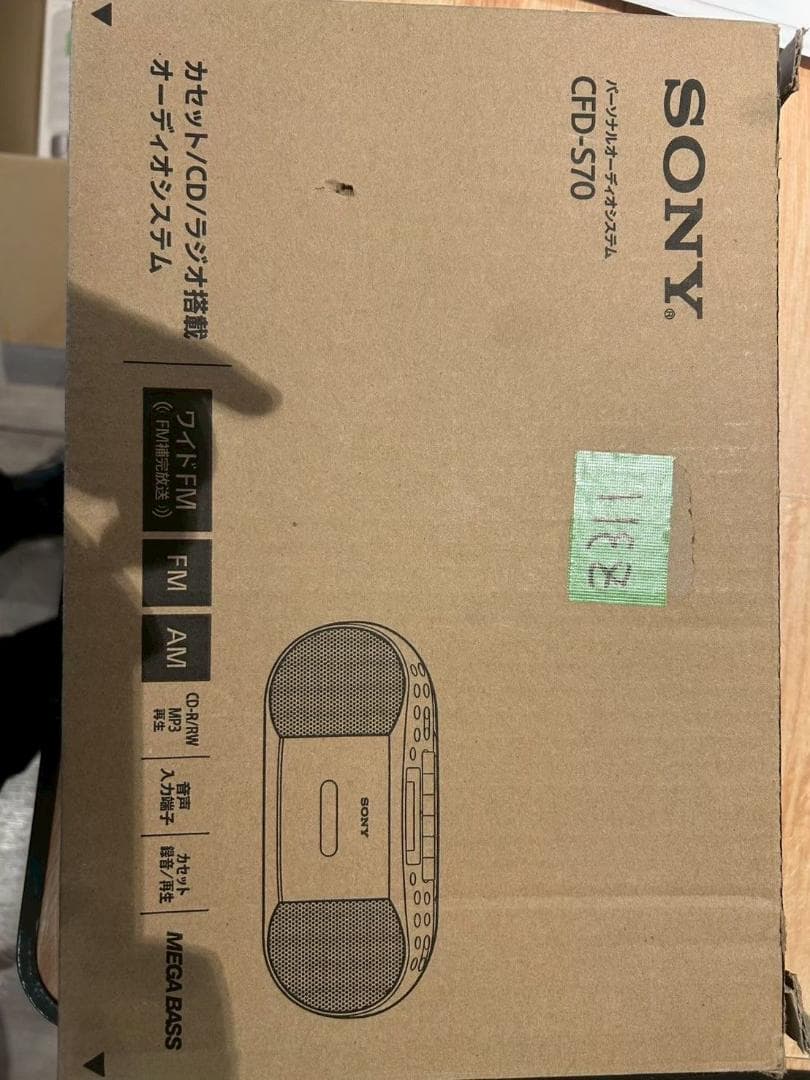 SONY®
パーソナルオーディオシステム
CFD-S70
SONY
カセット/CD/ラジオ搭載
オーディオシステム
ワイドFM
((( FM補完放送 )))
FM
AM
CD-R/RW
MP3
再生
音声
入力端子
カセット
録音/再生
MEGA BASS